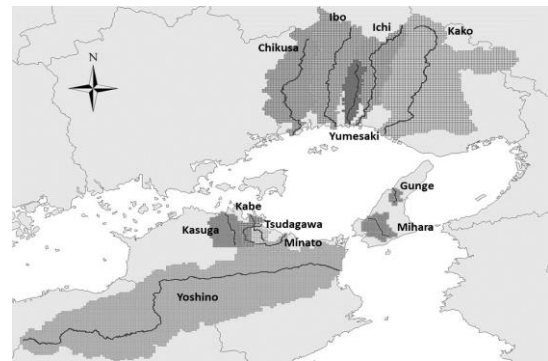 Ibo
Ichi
Kako
Chikusa
N
Yumesaki
Gunge
Kabe
Kasuga
Tsudagawa
Mihara
Minato
Yoshino